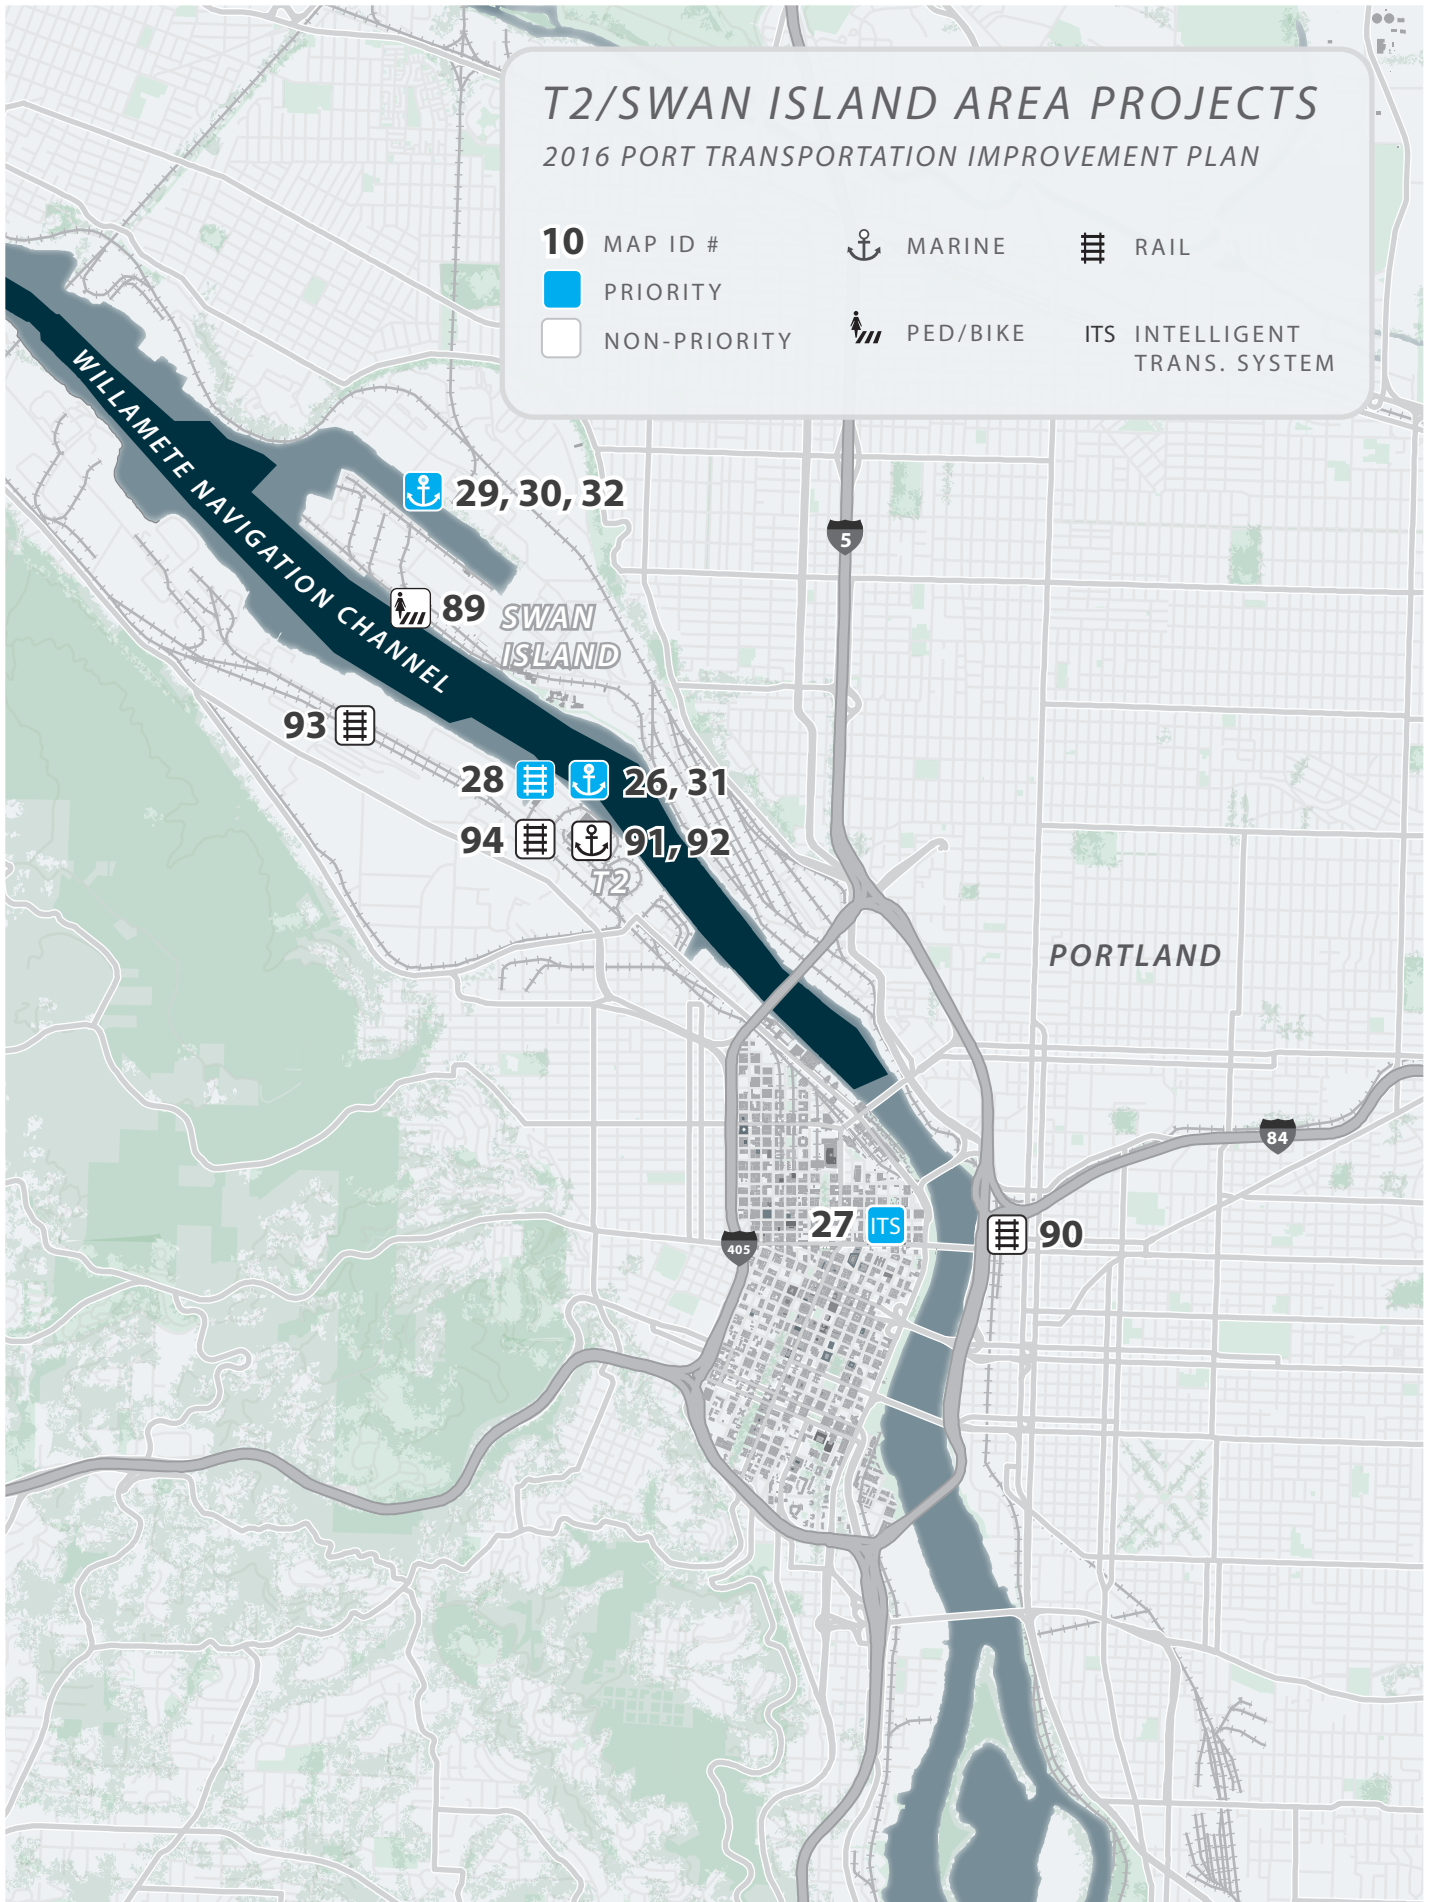 T2/SWAN ISLAND AREA PROJECTS
2016 PORT TRANSPORTATION IMPROVEMENT PLAN
10 MAP ID #
PRIORITY
NON-PRIORITY
MARINE
PED/BIKE
RAIL
ITS INTELLIGENT
TRANS. SYSTEM
WILLAMETE NAVIGATION CHANNEL
29, 30, 32
5
89
SWAN
ISLAND
93
28
26, 31
94
91, 92
T2
PORTLAND
84
27 ITS
90
405